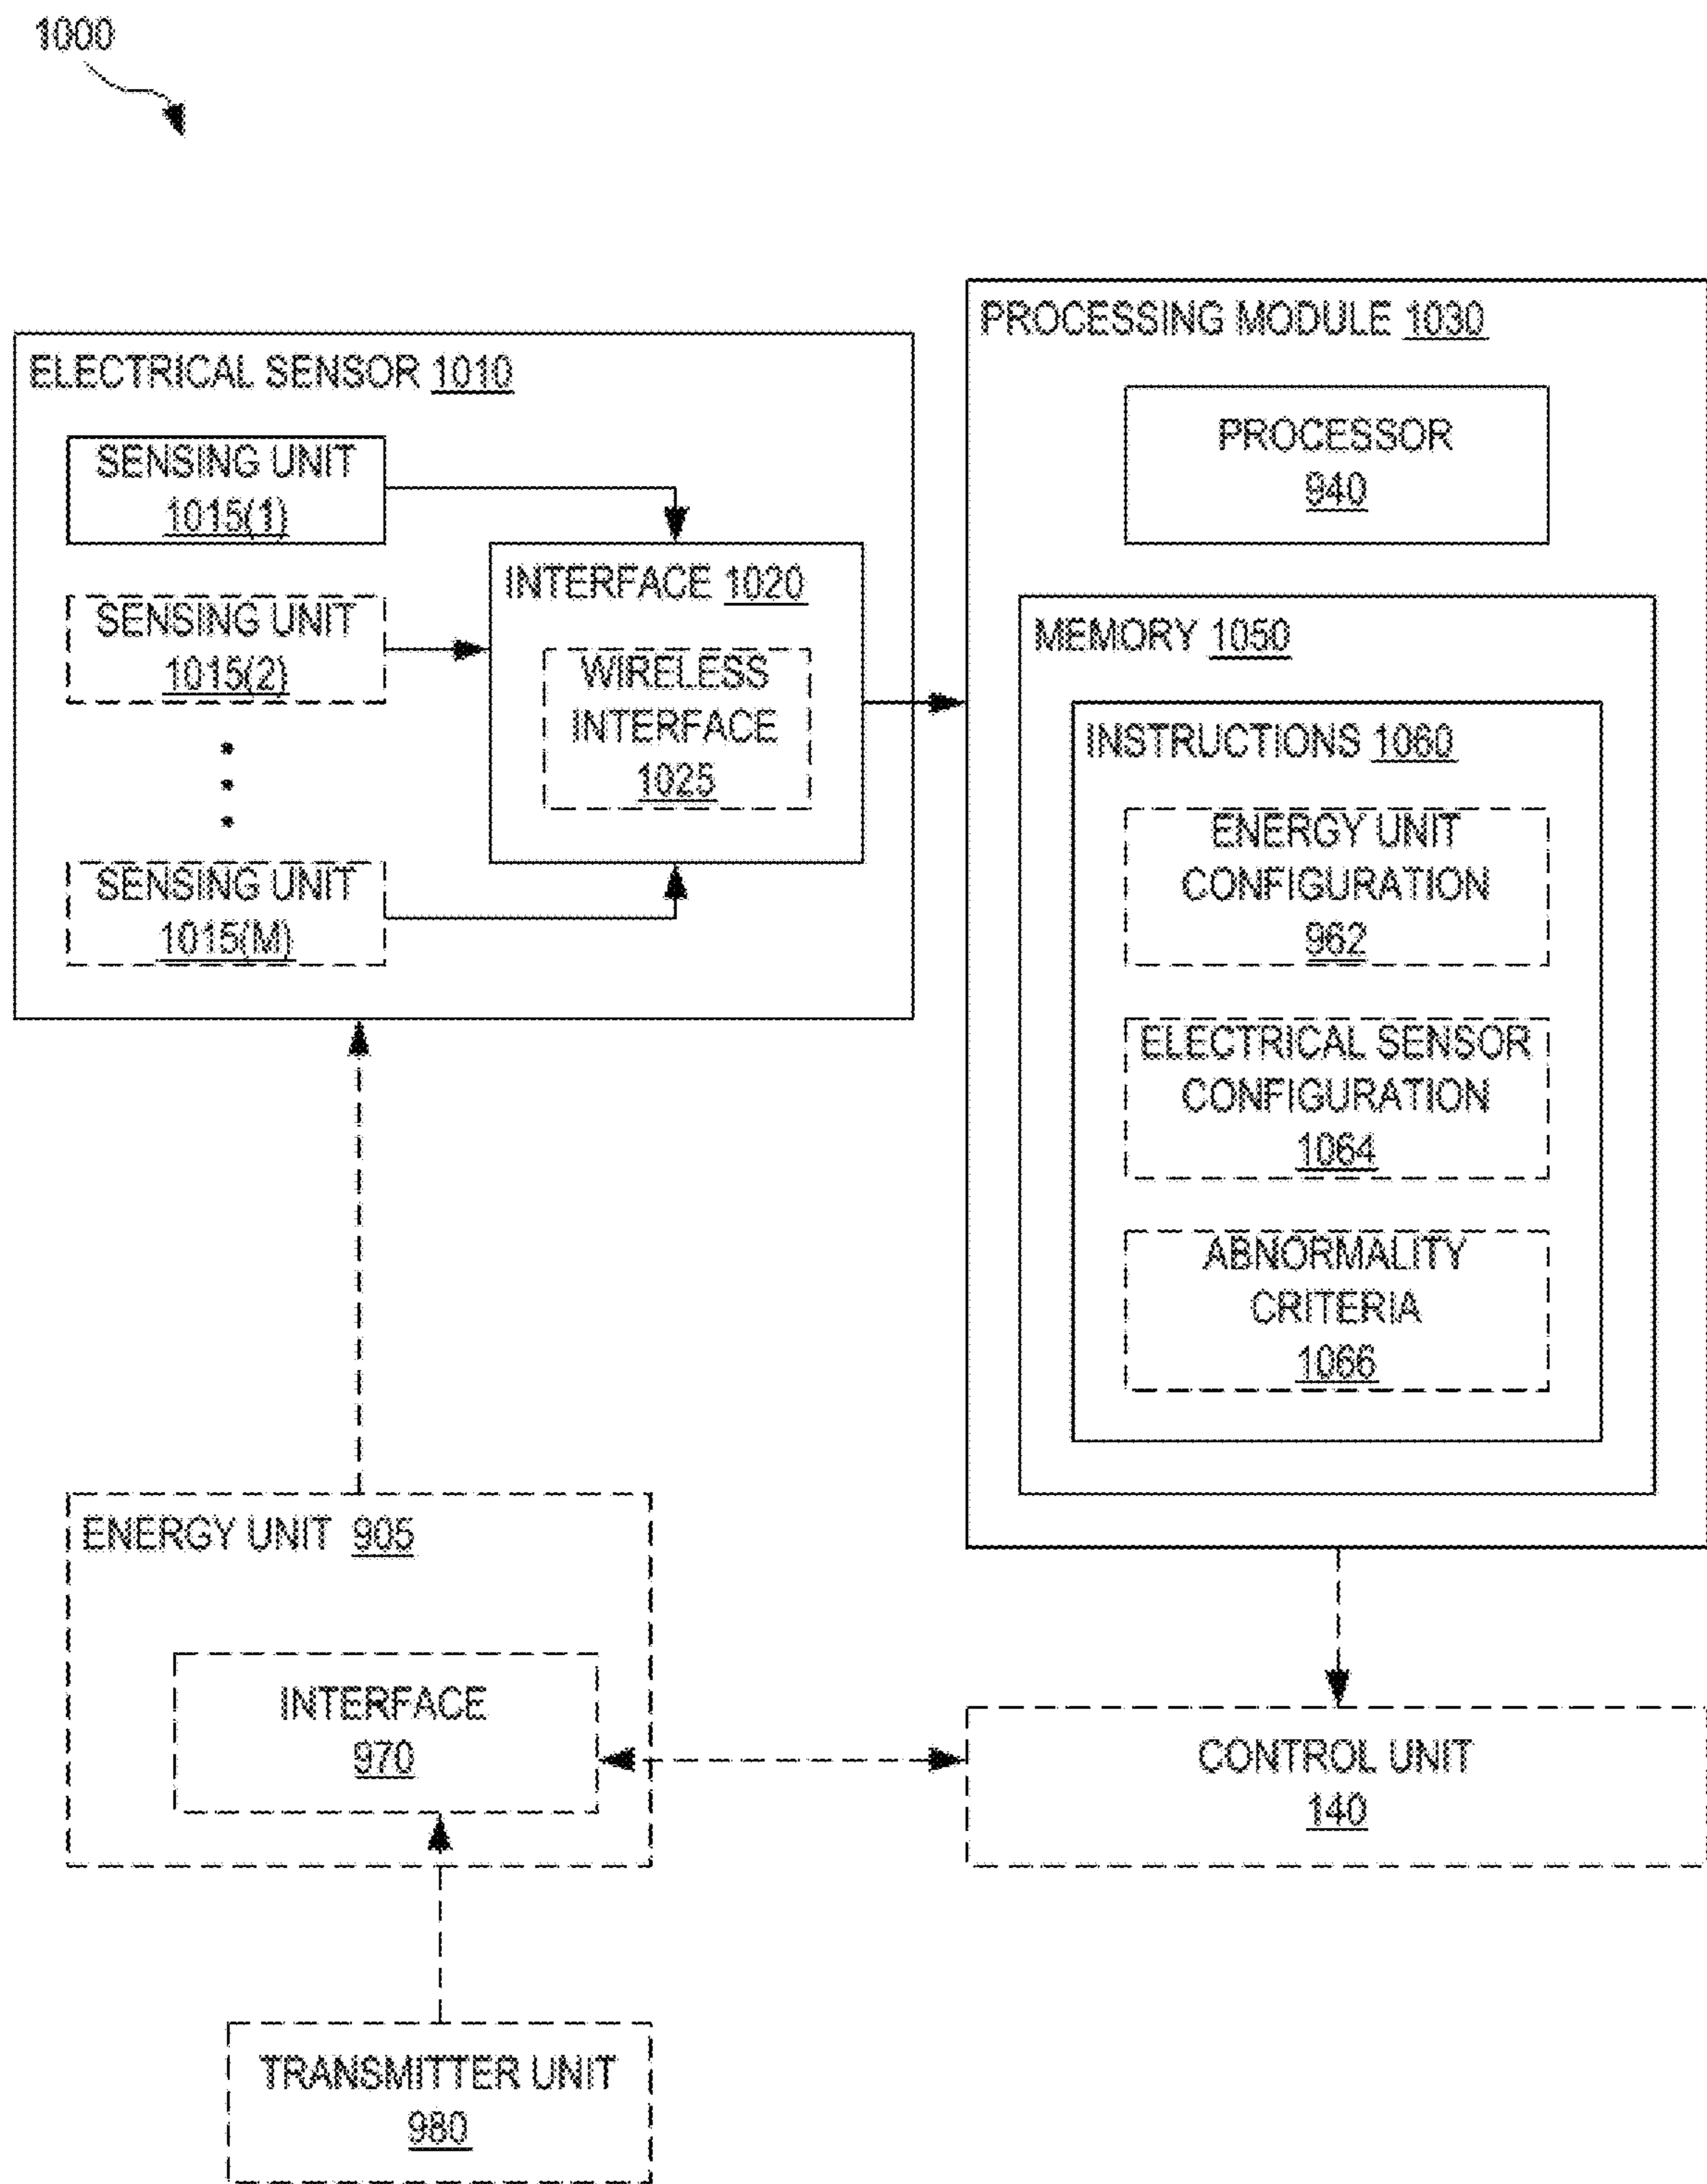 1000
ELECTRICAL SENSOR 1010
SENSING UNIT
1015(1)
SENSING UNIT
1015(2)
SENSING UNIT
1015(M)
INTERFACE 1020
WIRELESS
INTERFACE
1025
PROCESSING MODULE 1030
PROCESSOR
940
MEMORY 1050
INSTRUCTIONS 1060
ENERGY UNIT
CONFIGURATION
962
ELECTRICAL SENSOR
CONFIGURATION
1064
ABNORMALITY
CRITERIA
1066
ENERGY UNIT 905
INTERFACE
970
CONTROL UNIT
140
TRANSMITTER UNIT
980